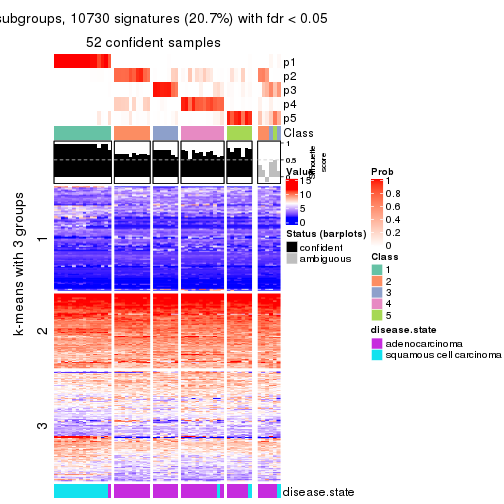 subgroups, 10730 signatures (20.7%) with fdr < 0.05
52 confident samples
p1
p2
p3
p4
p5
Class
1
0.5
0
Silhouette
score
k-means with 3 groups
1
2
3
disease.state
Value
15
10
5
0
Status (barplots)
confident
ambiguous
Prob
1
0.8
0.6
0.4
0.2
0
Class
1
2
3
4
5
disease.state
adenocarcinoma
squamous cell carcinoma